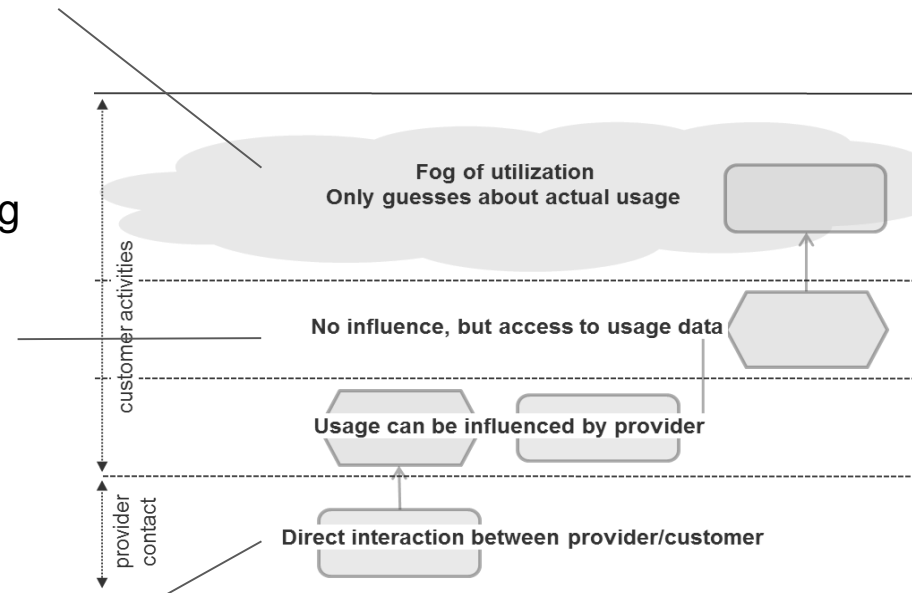 Fog of utilization
Only guesses about actual usage
g
customer activities
No influence, but access to usage data
Usage can be influenced by provider
provider
contact
Direct interaction between provider/customer